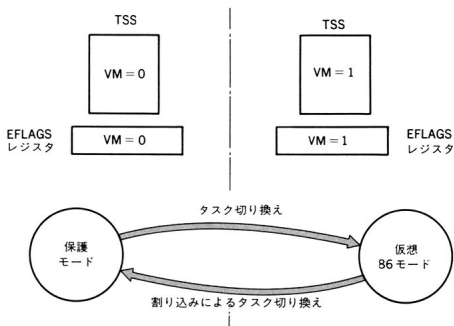 TSS
TSS
VM = 0
VM = 1
EFLAGS
レジスタ
VM = 0
VM = 1
EFLAGS
レジスタ
タスク切り換え
保護
モード
仮想
86モード
割り込みによるタスク切り換え